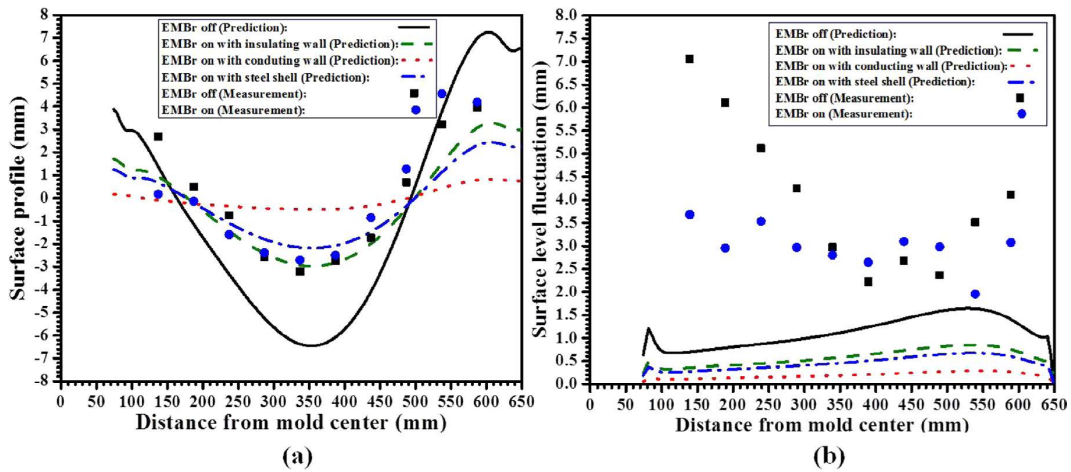 (a)
EMBr off (Prediction):
EMBr on with insulating wall (Prediction):
EMBr on with conduting wall (Prediction):
EMBr on with steel shell (Prediction):
EMBr off (Measurement):
EMBr on (Measurement):
Surface profile (mm)
8
7
6
5
4
3
2
1
0
-1
-2
-3
-4
-5
-6
-7
-8
0 50 100 150 200 250 300 350 400 450 500 550 600 650
Distance from mold center (mm)
(a)
EMBr off (Prediction):
EMBr on with insulating wall (Prediction):
EMBr on with conducting wall (Prediction):
EMBr on with steel shell (Prediction):
EMBr off (Measurement):
EMBr on (Measurement):
Surface level fluctuation (mm)
8.0
7.5
7.0
6.5
6.0
5.5
5.0
4.5
4.0
3.5
3.0
2.5
2.0
1.5
1.0
0.5
0.0
0 50 100 150 200 250 300 350 400 450 500 550 600 650
Distance from mold center (mm)
(b)